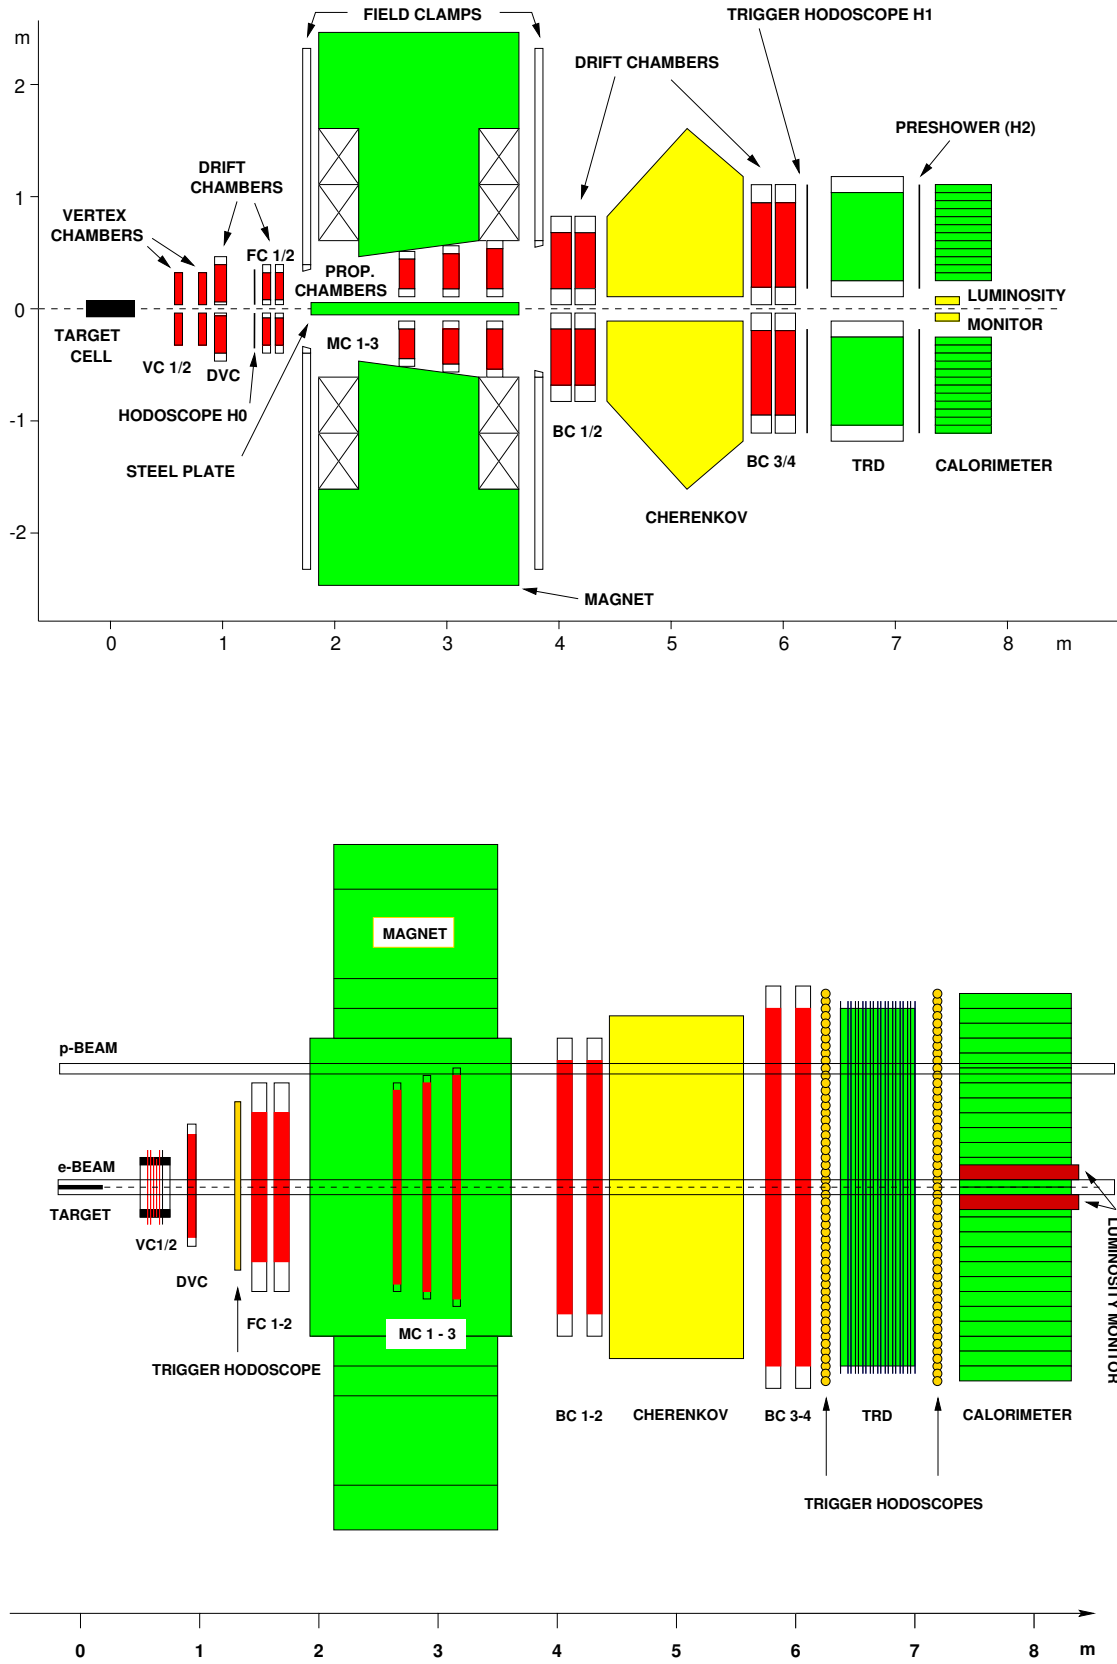 FIELD CLAMPS
TRIGGER HODOSCOPE H1
m
DRIFT CHAMBERS
2
PRESHOWER (H2)
DRIFT
CHAMBERS
1
VERTEX
CHAMBERS
FC 1/2
PROP.
CHAMBERS
LUMINOSITY
0
MONITOR
TARGET
CELL
MC 1-3
VC 1/2
DVC
HODOSCOPE H0
-1
BC 1/2
STEEL PLATE
BC 3/4
TRD
CALORIMETER
CHERENKOV
-2
MAGNET
0 1 2 3 4 5 6 7 8 m
MAGNET
p-BEAM
e-BEAM
TARGET
VC1/2
DVC
FC 1-2
MC 1 - 3
TRIGGER HODOSCOPE
LUMINOSITY MONITOR
BC 1-2
CHERENKOV
BC 3-4
TRD
CALORIMETER
TRIGGER HODOSCOPES
0 1 2 3 4 5 6 7 8 m